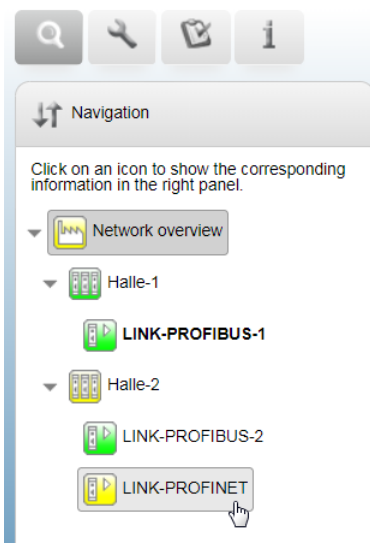 Navigation
Click on an icon to show the corresponding
information in the right panel.
Network overview
Halle-1
LINK-PROFIBUS-1
Halle-2
LINK-PROFIBUS-2
LINK-PROFINET